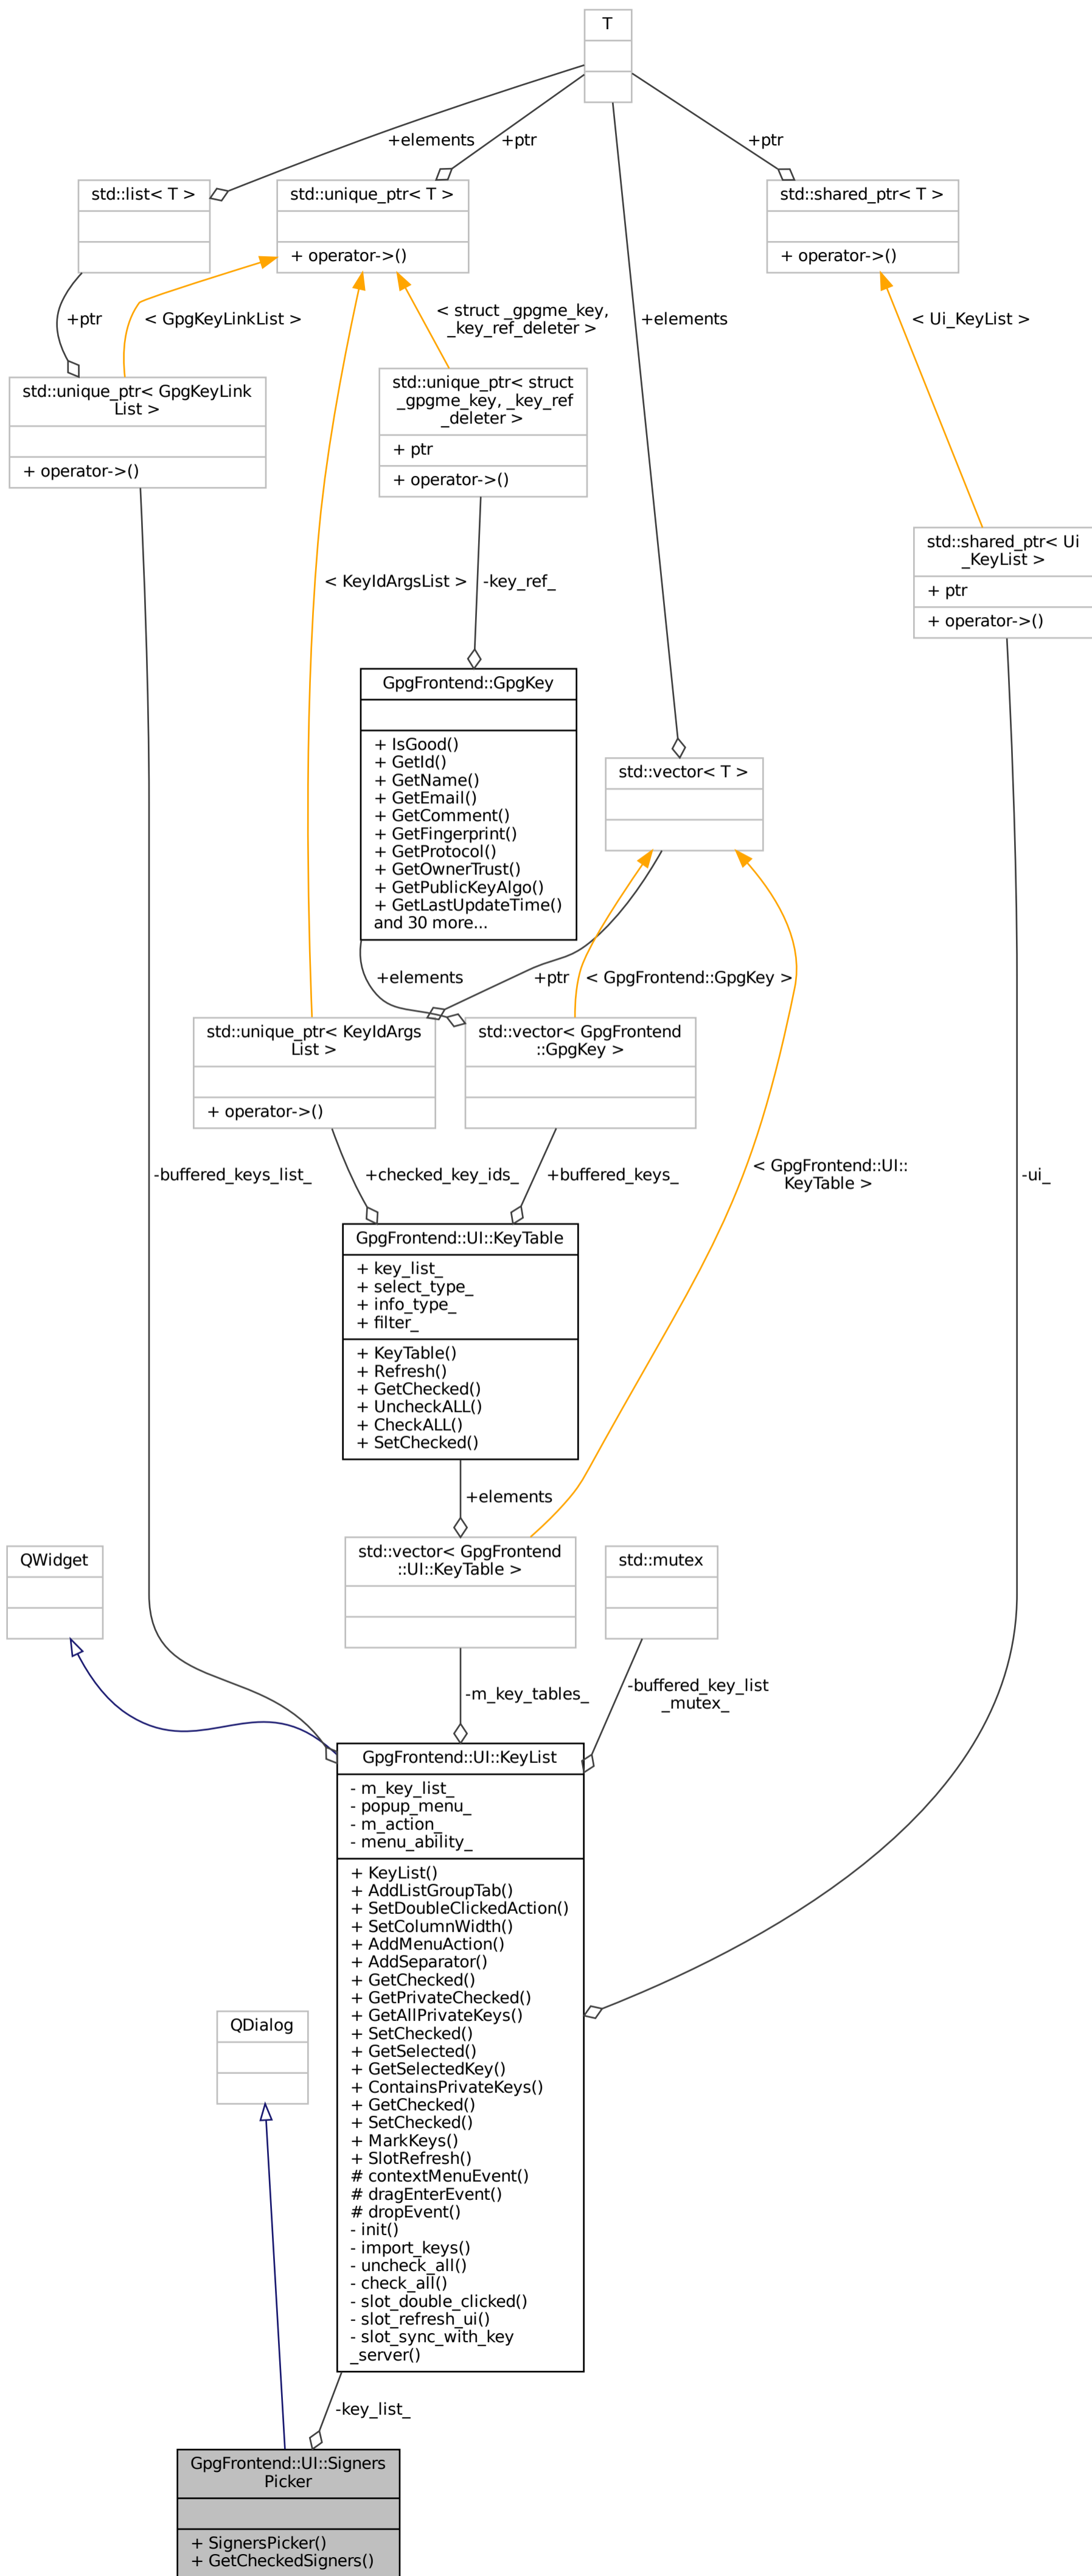 T
+elements
+ptr
+ptr
std::list< T >
std::unique_ptr< T >
+ operator->()
std::shared_ptr< T >
+ operator->()
+ptr
< GpgKeyLinkList >
< struct _gpgme_key,
_key_ref_deleter >
+elements
< Ui_KeyList >
std::unique_ptr< GpgKeyLink
List >
+ operator->()
std::unique_ptr< struct
_gpgme_key, _key_ref
_deleter >
+ ptr
+ operator->()
std::shared_ptr< Ui
_KeyList >
+ ptr
+ operator->()
< KeyIdArgsList >
-key_ref_
GpgFrontend::GpgKey
+ IsGood()
+ GetId()
+ GetName()
+ GetEmail()
+ GetComment()
+ GetFingerprint()
+ GetProtocol()
+ GetOwnerTrust()
+ GetPublicKeyAlgo()
+ GetLastUpdateTime()
and 30 more...
std::vector< T >
+elements
+ptr
< GpgFrontend::GpgKey >
std::unique_ptr< KeyIdArgs
List >
+ operator->()
std::vector< GpgFrontend
::GpgKey >
-buffered_keys_list_
+checked_key_ids_
+buffered_keys_
< GpgFrontend::UI::
KeyTable >
-ui_
GpgFrontend::UI::KeyTable
+ key_list_
+ select_type_
+ info_type_
+ filter_
+ KeyTable()
+ Refresh()
+ GetChecked()
+ UncheckALL()
+ CheckALL()
+ SetChecked()
+elements
QWidget
std::vector< GpgFrontend
::UI::KeyTable >
std::mutex
-m_key_tables_
-buffered_key_list
_mutex_
GpgFrontend::UI::KeyList
- m_key_list_
- popup_menu_
- m_action_
- menu_ability_
+ KeyList()
+ AddListGroupTab()
+ SetDoubleClickedAction()
+ SetColumnWidth()
+ AddMenuAction()
+ AddSeparator()
+ GetChecked()
+ GetPrivateChecked()
+ GetAllPrivateKeys()
+ SetChecked()
+ GetSelected()
+ GetSelectedKey()
+ ContainsPrivateKeys()
+ GetChecked()
+ SetChecked()
+ MarkKeys()
+ SlotRefresh()
# contextMenuEvent()
# dragEnterEvent()
# dropEvent()
- init()
- import_keys()
- uncheck_all()
- check_all()
- slot_double_clicked()
- slot_refresh_ui()
- slot_sync_with_key
_server()
QDialog
-key_list_
GpgFrontend::UI::Signers
Picker
+ SignersPicker()
+ GetCheckedSigners()